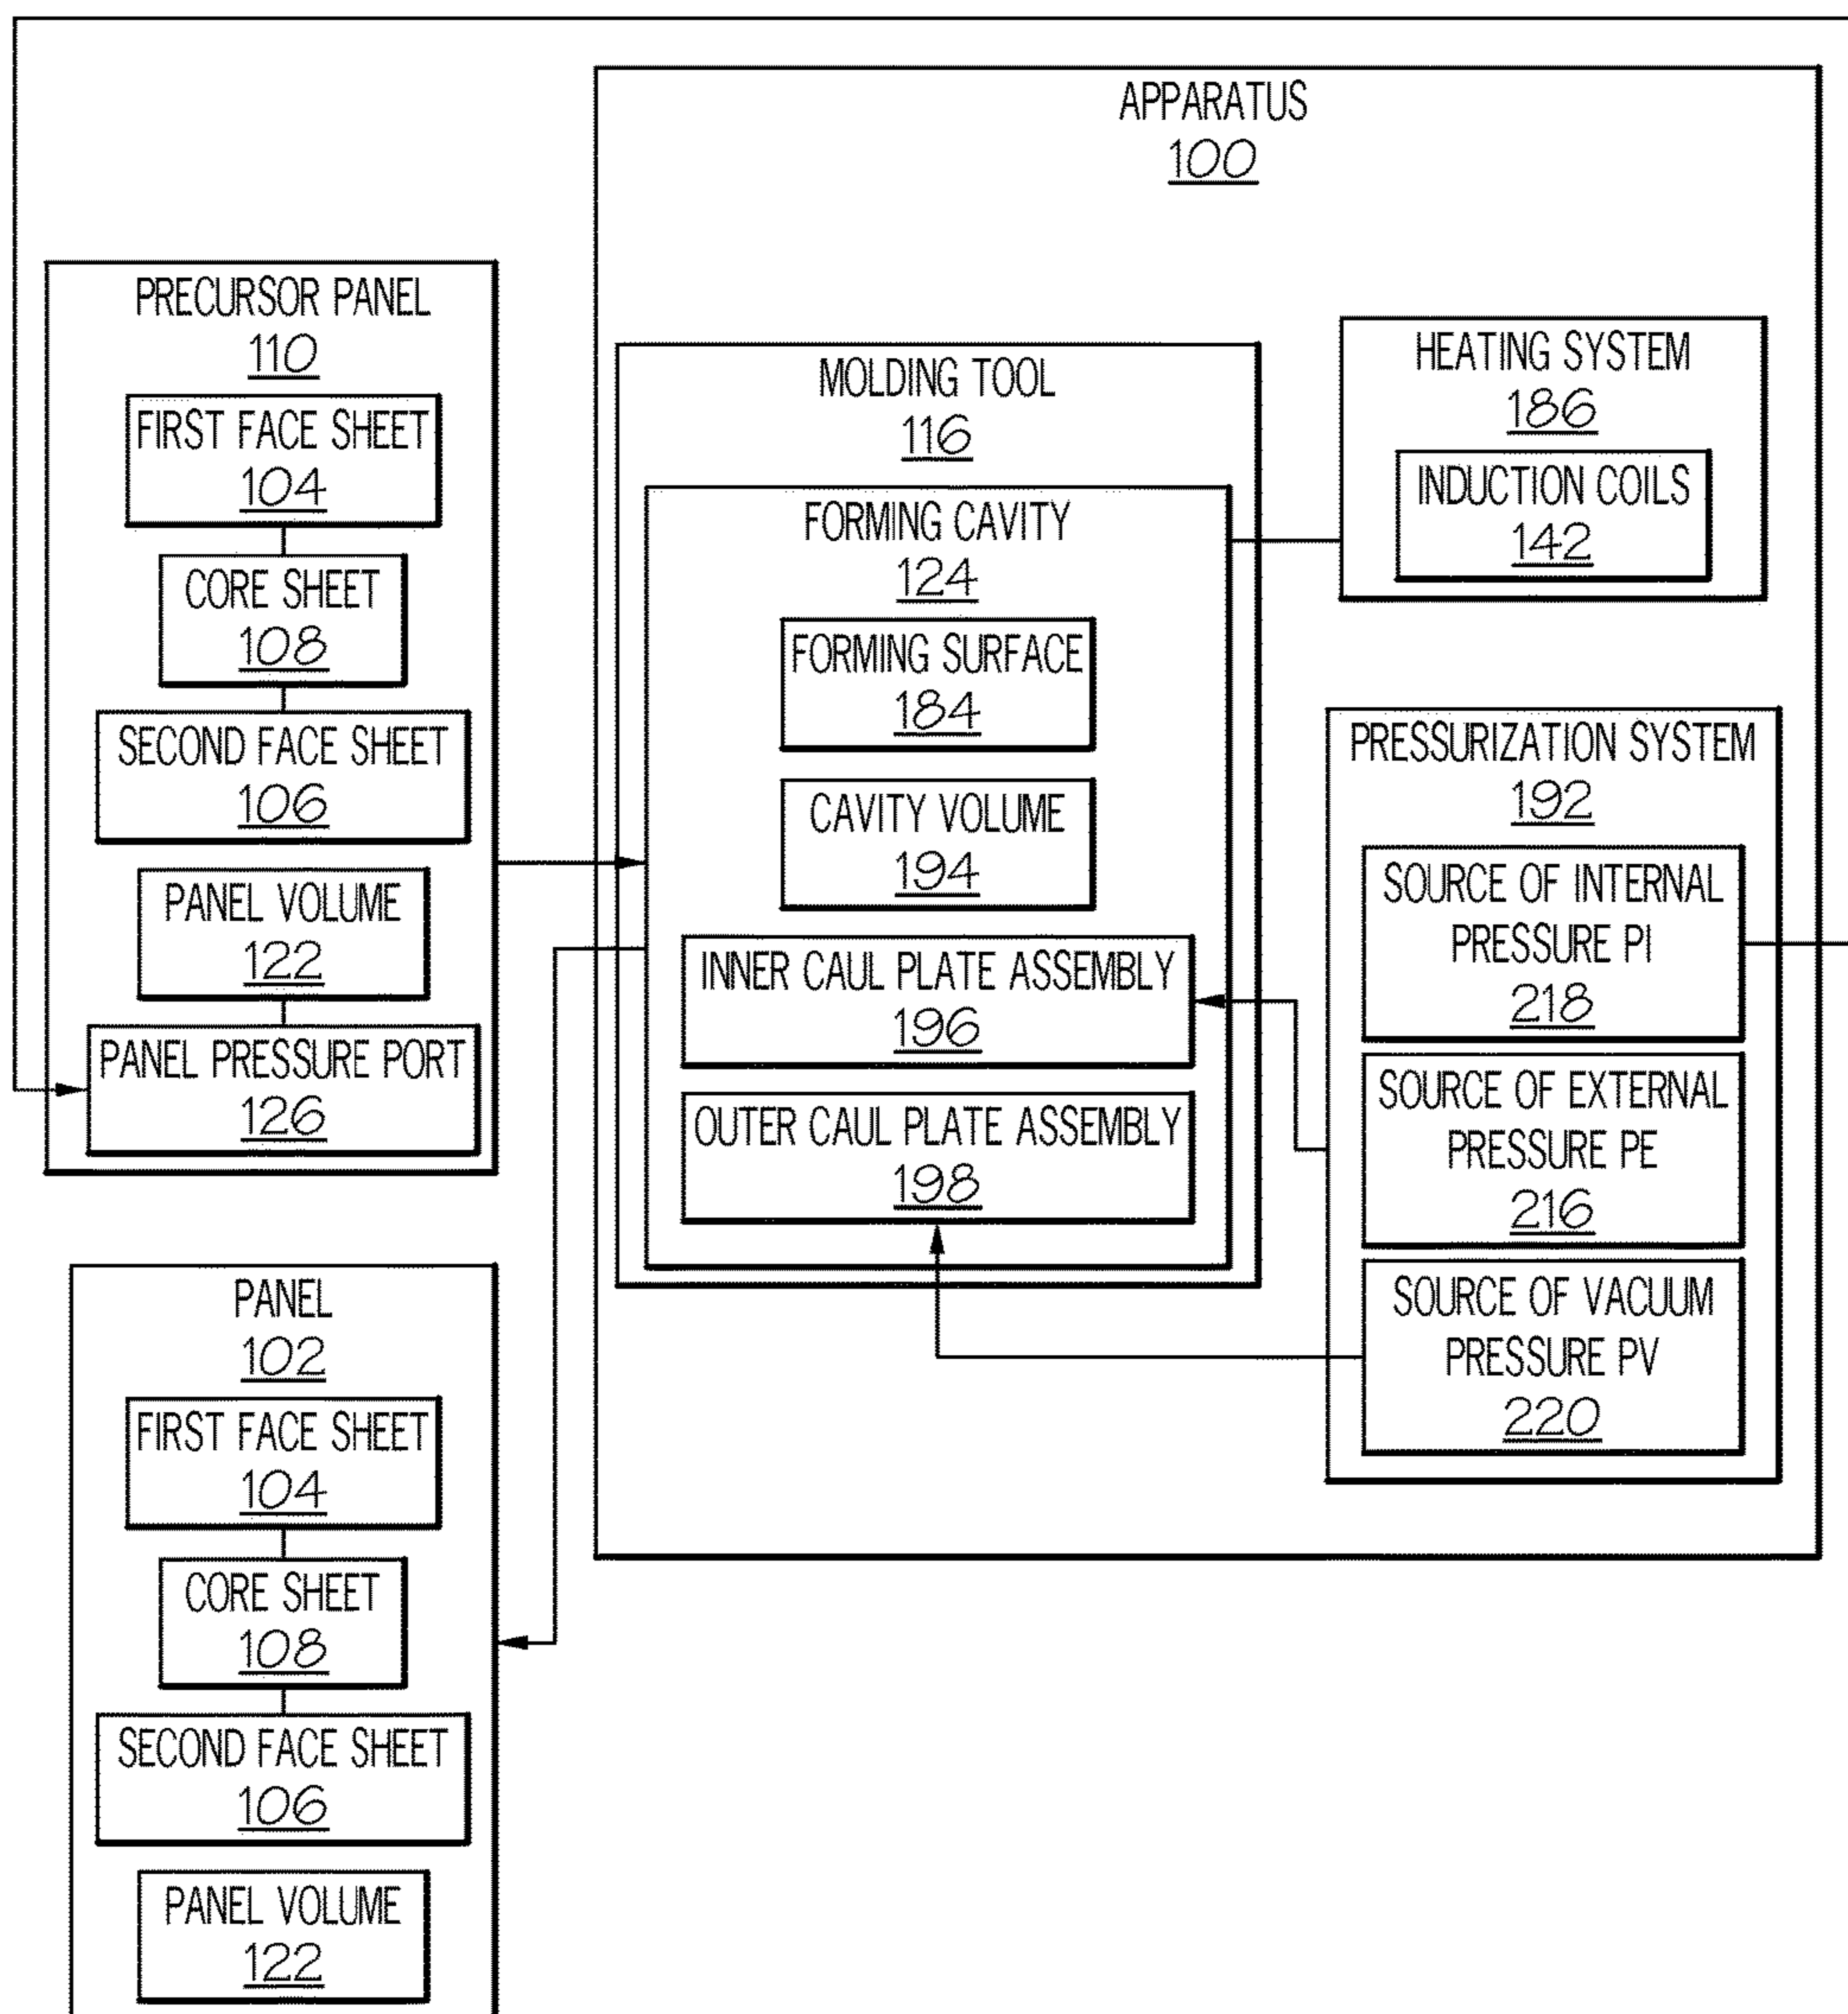 APPARATUS
100
PRECURSOR PANEL
110
FIRST FACE SHEET
104
CORE SHEET
108
SECOND FACE SHEET
106
PANEL VOLUME
122
PANEL PRESSURE PORT
126
MOLDING TOOL
116
FORMING CAVITY
124
FORMING SURFACE
184
CAVITY VOLUME
194
INNER CAUL PLATE ASSEMBLY
196
OUTER CAUL PLATE ASSEMBLY
198
HEATING SYSTEM
186
INDUCTION COILS
142
PRESSURIZATION SYSTEM
192
SOURCE OF INTERNAL
PRESSURE PI
218
SOURCE OF EXTERNAL
PRESSURE PE
216
SOURCE OF VACUUM
PRESSURE PV
220
PANEL
102
FIRST FACE SHEET
104
CORE SHEET
108
SECOND FACE SHEET
106
PANEL VOLUME
122